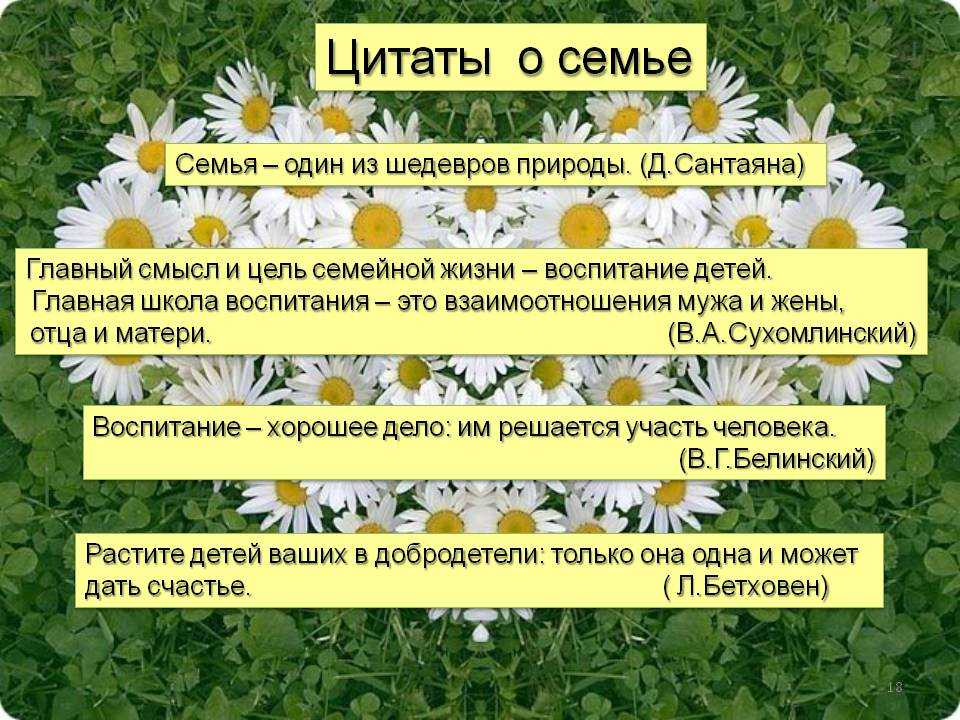 Цитаты о семье
Семья – один из шедевров природы. (Д.Сантаяна)
Главный смысл и цель семейной жизни – воспитание детей.
Главная школа воспитания – это взаимоотношения мужа и жены,
отца и матери. (В.А.Сухомлинский)
Воспитание – хорошее дело: им решается участь человека.
(В.Г.Белинский)
Растите детей ваших в добродетели: только она одна и может
дать счастье. ( Л.Бетховен)
18